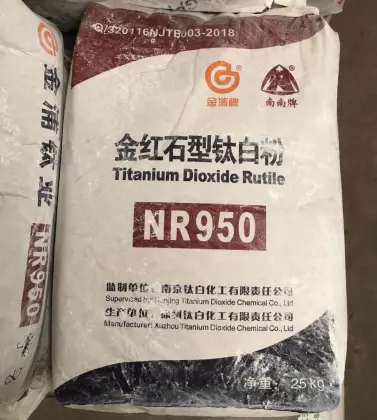 Q/320116NJTB003-2018
金浦牌
南南牌
金红石型钛白粉
Titanium Dioxide Rutile
NR950
监制单位：南京钛白化工有限责任公司
Supervised by: Nanjing Titanium Dioxide Chemical Co., Ltd
生产单位：徐州钛白化工有限责任公司
Manufacturer: Xuzhou Titanium Dioxide Chemical Co., Ltd
净重： 25kg
金浦钛业
NR960